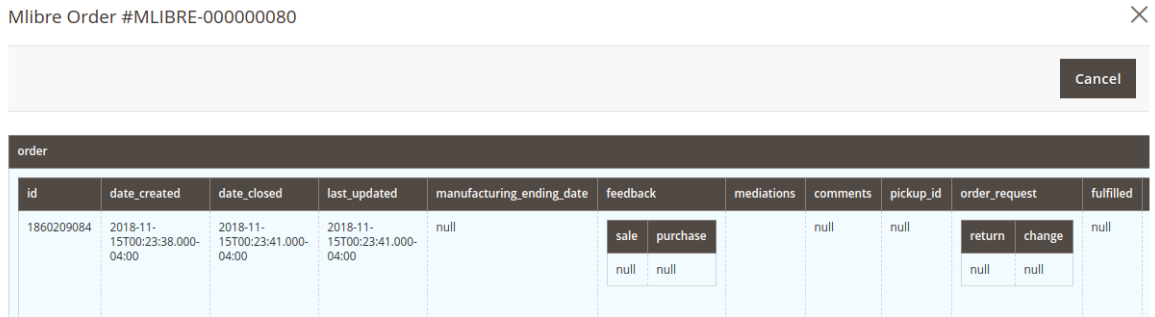 Mlibre Order #MLIBRE-000000080
Cancel
order
id date_created date_closed last_updated manufacturing_ending_date feedback mediations comments pickup_id order_request fulfilled
1860209084 2018-11- 2018-11- 2018-11- null null null null
15T00:23:38.000- 15T00:23:41.000- 15T00:23:41.000- sale purchase return change
04:00 04:00 04:00
null null null null